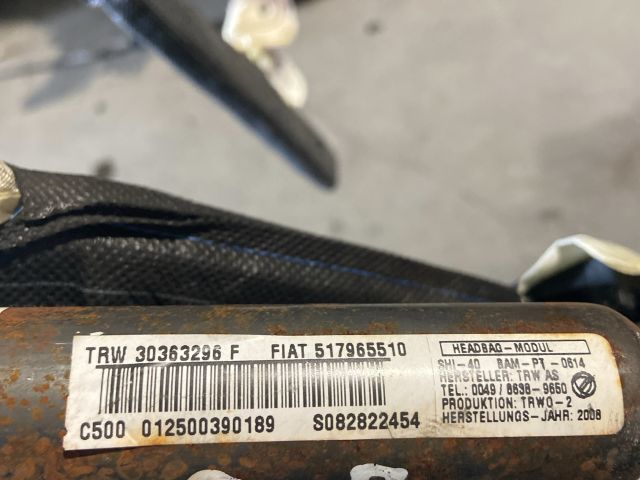 TRW 30363296 F FIAT 517965510
C500 012500390189 S082822454
HEADBAG-MODUL
SHI-40 BAM-PT-0614
HERSTELLER: TRW AS
TEL.: 0049/8638-9650
PRODUKTION: TRWO-2
HERSTELLUNGS-JAHR: 2008